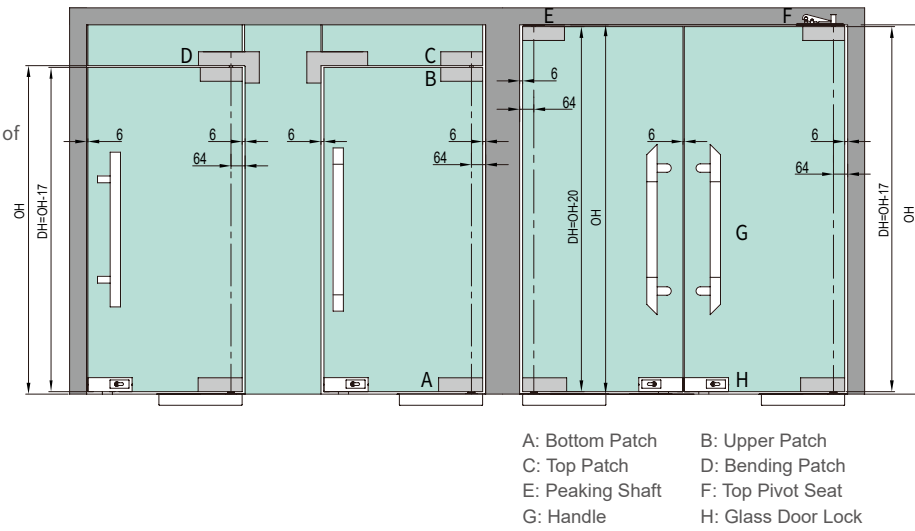 E F
D C
B
6
64
of
6 6 6 6 6 6
64 64 64
OH DH=OH-17 DH=OH-20 OH DH=OH-17 OH
G
A H
A: Bottom Patch B: Upper Patch
C: Top Patch D: Bending Patch
E: Peaking Shaft F: Top Pivot Seat
G: Handle H: Glass Door Lock